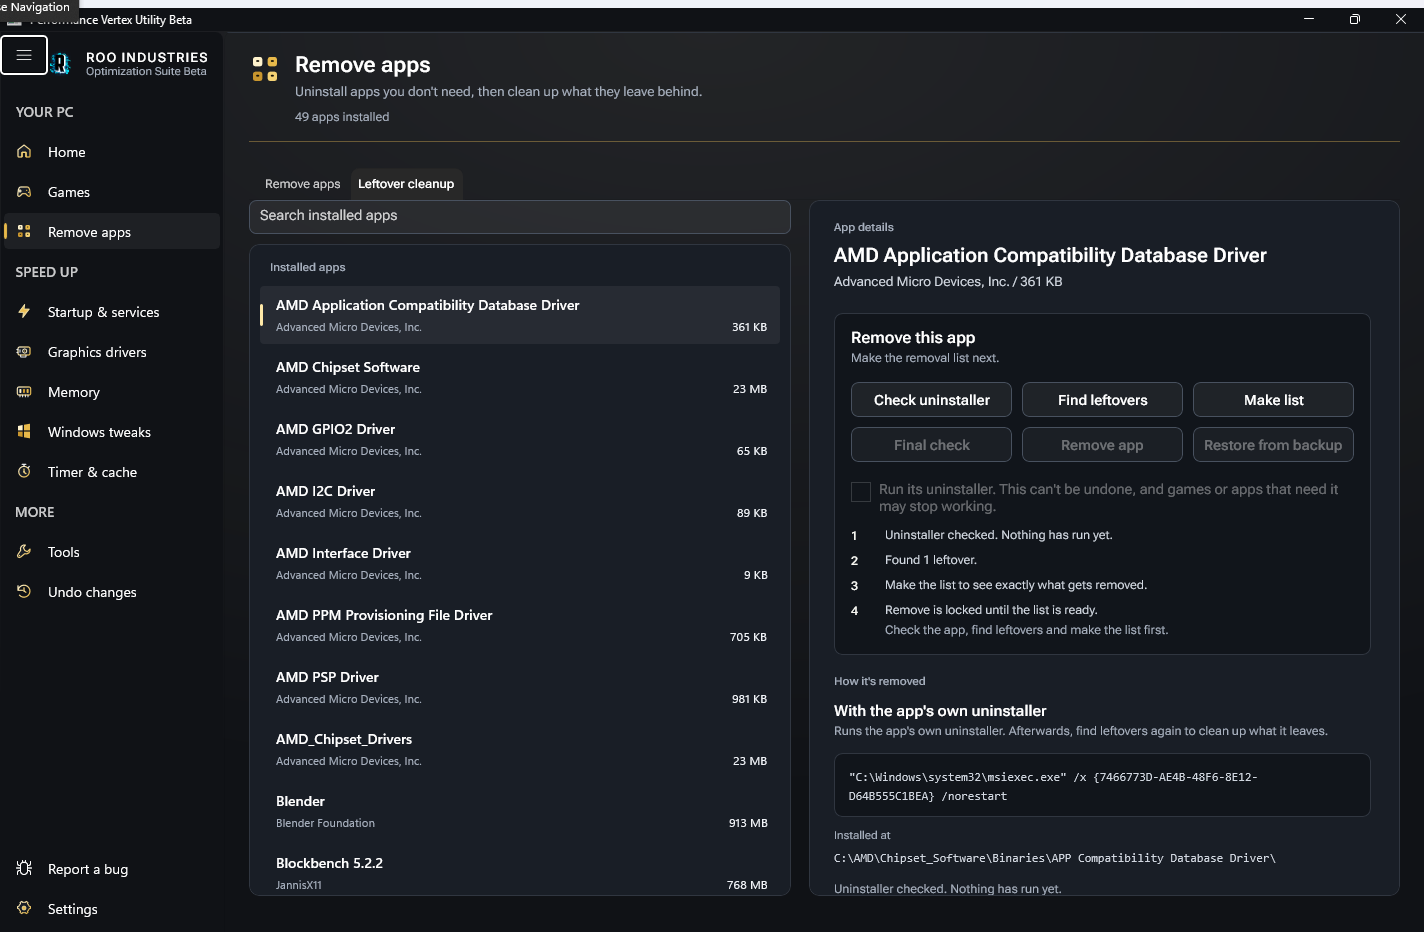 se Navigation
Performance Vertex Utility Beta
ROO INDUSTRIES
Optimization Suite Beta
YOUR PC
Home
Games
Remove apps
SPEED UP
Startup & services
Graphics drivers
Memory
Windows tweaks
Timer & cache
MORE
Tools
Undo changes
Report a bug
Settings
Remove apps
Uninstall apps you don't need, then clean up what they leave behind.
49 apps installed
Remove apps
Leftover cleanup
Search installed apps
Installed apps
AMD Application Compatibility Database Driver
Advanced Micro Devices, Inc. 361 KB
AMD Chipset Software
Advanced Micro Devices, Inc. 23 MB
AMD GPIO2 Driver
Advanced Micro Devices, Inc. 65 KB
AMD I2C Driver
Advanced Micro Devices, Inc. 89 KB
AMD Interface Driver
Advanced Micro Devices, Inc. 9 KB
AMD PPM Provisioning File Driver
Advanced Micro Devices, Inc. 705 KB
AMD PSP Driver
Advanced Micro Devices, Inc. 981 KB
AMD_Chipset_Drivers
Advanced Micro Devices, Inc. 23 MB
Blender
Blender Foundation 913 MB
Blockbench 5.2.2
JannisX11 768 MB
App details
AMD Application Compatibility Database Driver
Advanced Micro Devices, Inc. / 361 KB
Remove this app
Make the removal list next.
Check uninstaller
Find leftovers
Make list
Final check
Remove app
Restore from backup
Run its uninstaller. This can't be undone, and games or apps that need it
may stop working.
1 Uninstaller checked. Nothing has run yet.
2 Found 1 leftover.
3 Make the list to see exactly what gets removed.
4 Remove is locked until the list is ready.
Check the app, find leftovers and make the list first.
How it's removed
With the app's own uninstaller
Runs the app's own uninstaller. Afterwards, find leftovers again to clean up what it leaves.
"C:\Windows\system32\msiexec.exe" /x {7466773D-AE4B-48F6-8E12-
D64B555C1BEA} /norestart
Installed at
C:\AMD\Chipset_Software\Binaries\APP Compatibility Database Driver\
Uninstaller checked. Nothing has run yet.